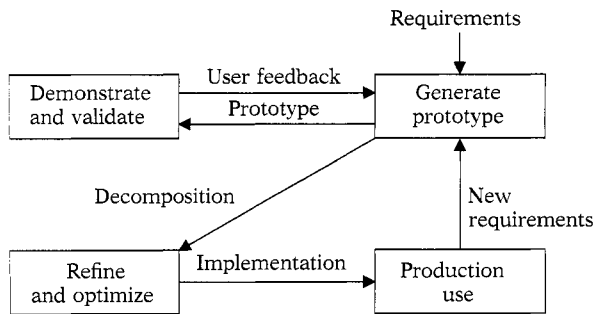 Requirements
User feedback
Demonstrate
and validate
Generate
prototype
Prototype
Decomposition
New
requirements
Refine
and optimize
Implementation
Production
use